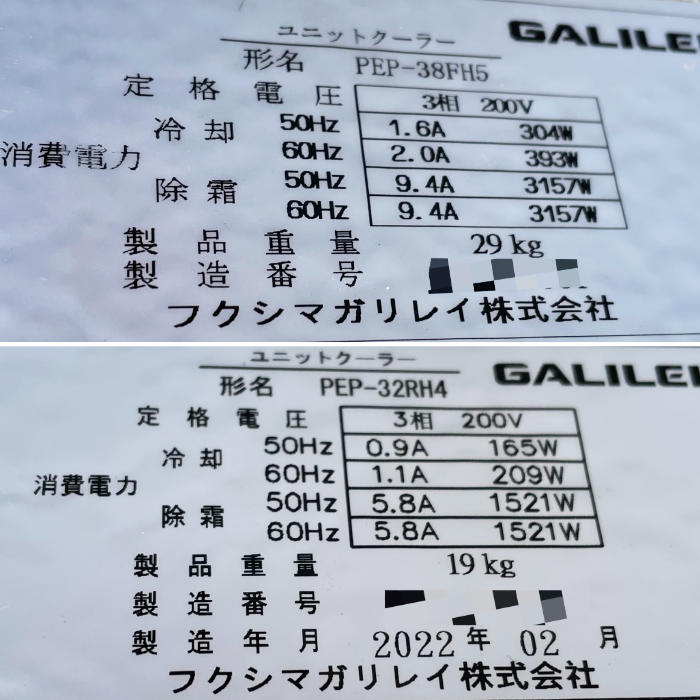 ユニットクーラー GALILEI
形名 PEP-38FH5
定格電圧 3相 200V
冷却 50Hz 1.6A 304W
消費電力 60Hz 2.0A 393W
除霜 50Hz 9.4A 3157W
60Hz 9.4A 3157W
製品重量 29kg
製造番号
フクシマガリレイ株式会社
ユニットクーラー GALILEI
形名 PEP-32RH4
定格電圧 3相 200V
冷却 50Hz 0.9A 165W
消費電力 60Hz 1.1A 209W
除霜 50Hz 5.8A 1521W
60Hz 5.8A 1521W
製品重量 19kg
製造番号
製造年月 2022年 02月
フクシマガリレイ株式会社